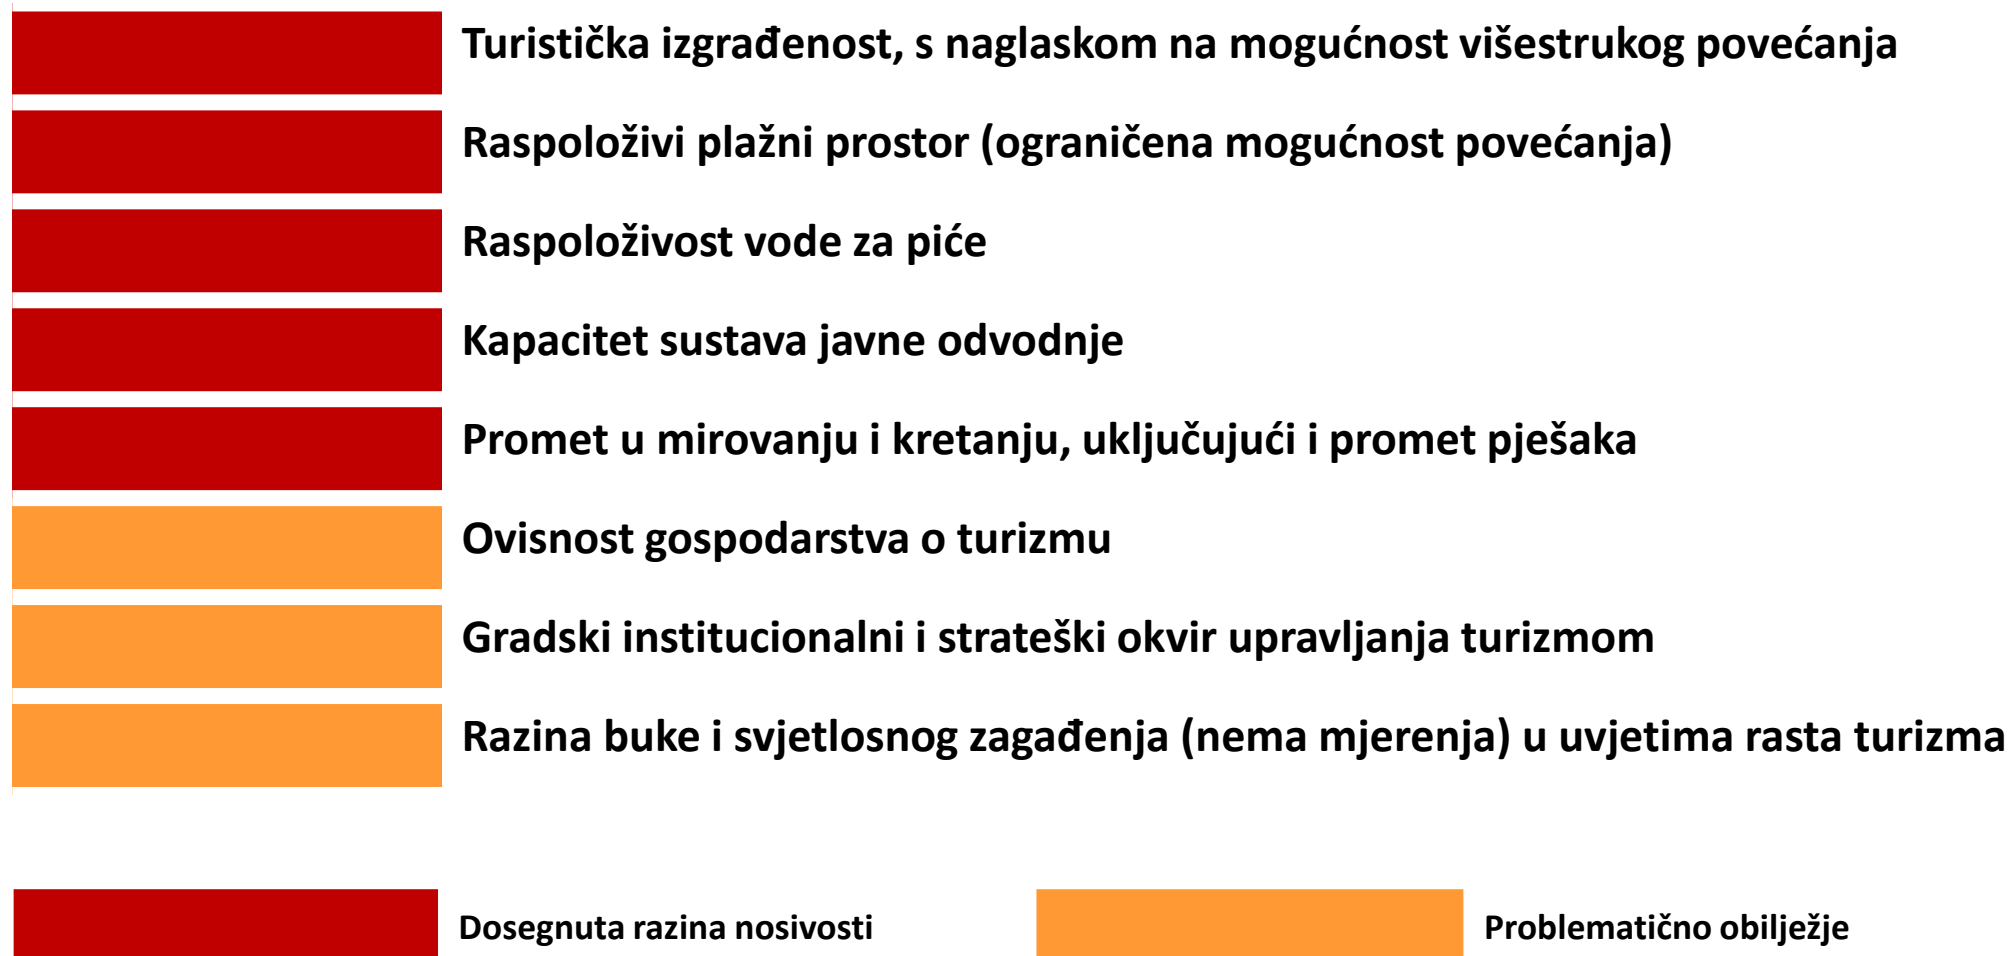 Turistička izgrađenost, s naglaskom na mogućnost višestrukog povećanja
Raspoloživi plažni prostor (ograničena mogućnost povećanja)
Raspoloživost vode za piće
Kapacitet sustava javne odvodnje
Promet u mirovanju i kretanju, uključujući i promet pješaka
Ovisnost gospodarstva o turizmu
Gradski institucionalni i strateški okvir upravljanja turizmom
Razina buke i svjetlosnog zagađenja (nema mjerenja) u uvjetima rasta turizma
Dosegnuta razina nosivosti
Problematično obilježje